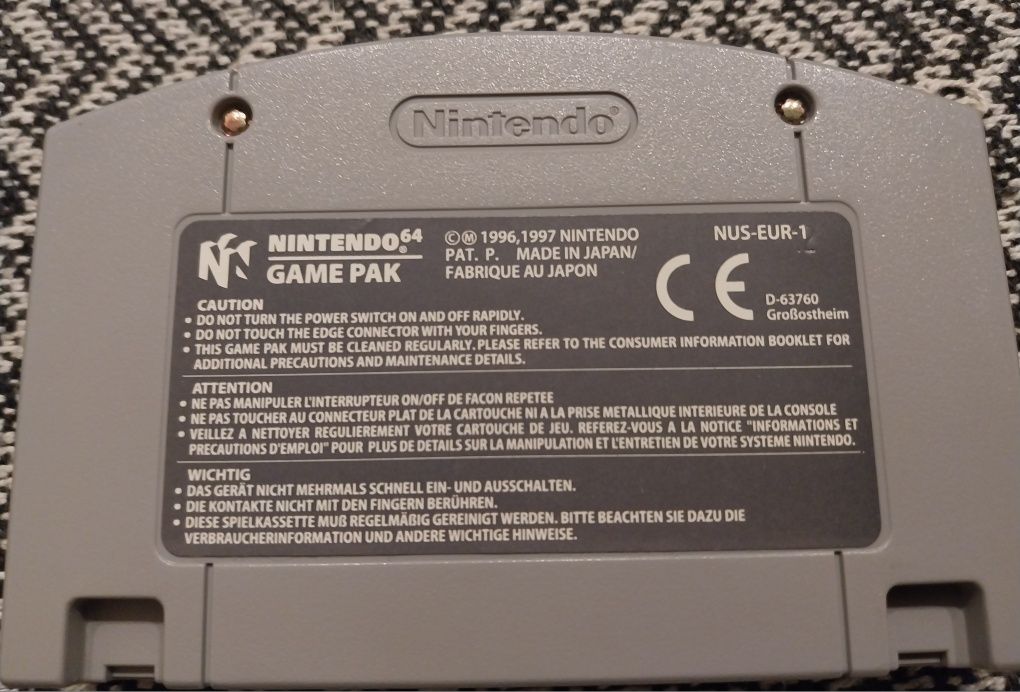 Nintendo®
NINTENDO64®
GAME PAK
©Ⓜ 1996,1997 NINTENDO
PAT. P. MADE IN JAPAN/
FABRIQUE AU JAPON
NUS-EUR-1
CE
D-63760
Großostheim
CAUTION
• DO NOT TURN THE POWER SWITCH ON AND OFF RAPIDLY.
• DO NOT TOUCH THE EDGE CONNECTOR WITH YOUR FINGERS.
• THIS GAME PAK MUST BE CLEANED REGULARLY. PLEASE REFER TO THE CONSUMER INFORMATION BOOKLET FOR
ADDITIONAL PRECAUTIONS AND MAINTENANCE DETAILS.
ATTENTION
• NE PAS MANIPULER L'INTERRUPTEUR ON/OFF DE FACON REPETEE
• NE PAS TOUCHER AU CONNECTEUR PLAT DE LA CARTOUCHE NI A LA PRISE METALLIQUE INTERIEURE DE LA CONSOLE
• VEILLEZ A NETTOYER REGULIEREMENT VOTRE CARTOUCHE DE JEU. REFEREZ-VOUS A LA NOTICE "INFORMATIONS ET
PRECAUTIONS D'EMPLOI" POUR PLUS DE DETAILS SUR LA MANIPULATION ET L'ENTRETIEN DE VOTRE SYSTEME NINTENDO.
WICHTIG
• DAS GERÄT NICHT MEHRMALS SCHNELL EIN- UND AUSSCHALTEN.
• DIE KONTAKTE NICHT MIT DEN FINGERN BERÜHREN.
• DIESE SPIELKASSETTE MUß REGELMÄßIG GEREINIGT WERDEN. BITTE BEACHTEN SIE DAZU DIE
VERBRAUCHERINFORMATION UND ANDERE WICHTIGE HINWEISE.